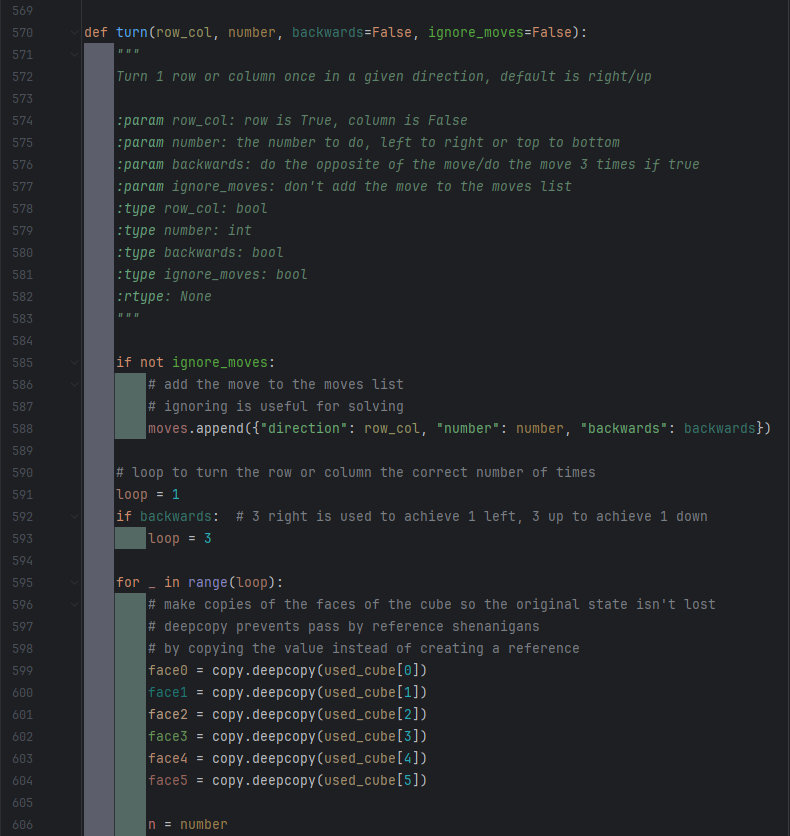 569
570 def turn(row_col, number, backwards=False, ignore_moves=False):
571 """
572 Turn 1 row or column once in a given direction, default is right/up
573
574 :param row_col: row is True, column is False
575 :param number: the number to do, left to right or top to bottom
576 :param backwards: do the opposite of the move/do the move 3 times if true
577 :param ignore_moves: don't add the move to the moves list
578 :type row_col: bool
579 :type number: int
580 :type backwards: bool
581 :type ignore_moves: bool
582 :rtype: None
583 """
584
585 if not ignore_moves:
586 # add the move to the moves list
587 # ignoring is useful for solving
588 moves.append({"direction": row_col, "number": number, "backwards": backwards})
589
590 # loop to turn the row or column the correct number of times
591 loop = 1
592 if backwards:  # 3 right is used to achieve 1 left, 3 up to achieve 1 down
593 loop = 3
594
595 for _ in range(loop):
596 # make copies of the faces of the cube so the original state isn't lost
597 # deepcopy prevents pass by reference shenanigans
598 # by copying the value instead of creating a reference
599 face0 = copy.deepcopy(used_cube[0])
600 face1 = copy.deepcopy(used_cube[1])
601 face2 = copy.deepcopy(used_cube[2])
602 face3 = copy.deepcopy(used_cube[3])
603 face4 = copy.deepcopy(used_cube[4])
604 face5 = copy.deepcopy(used_cube[5])
605
606 n = number